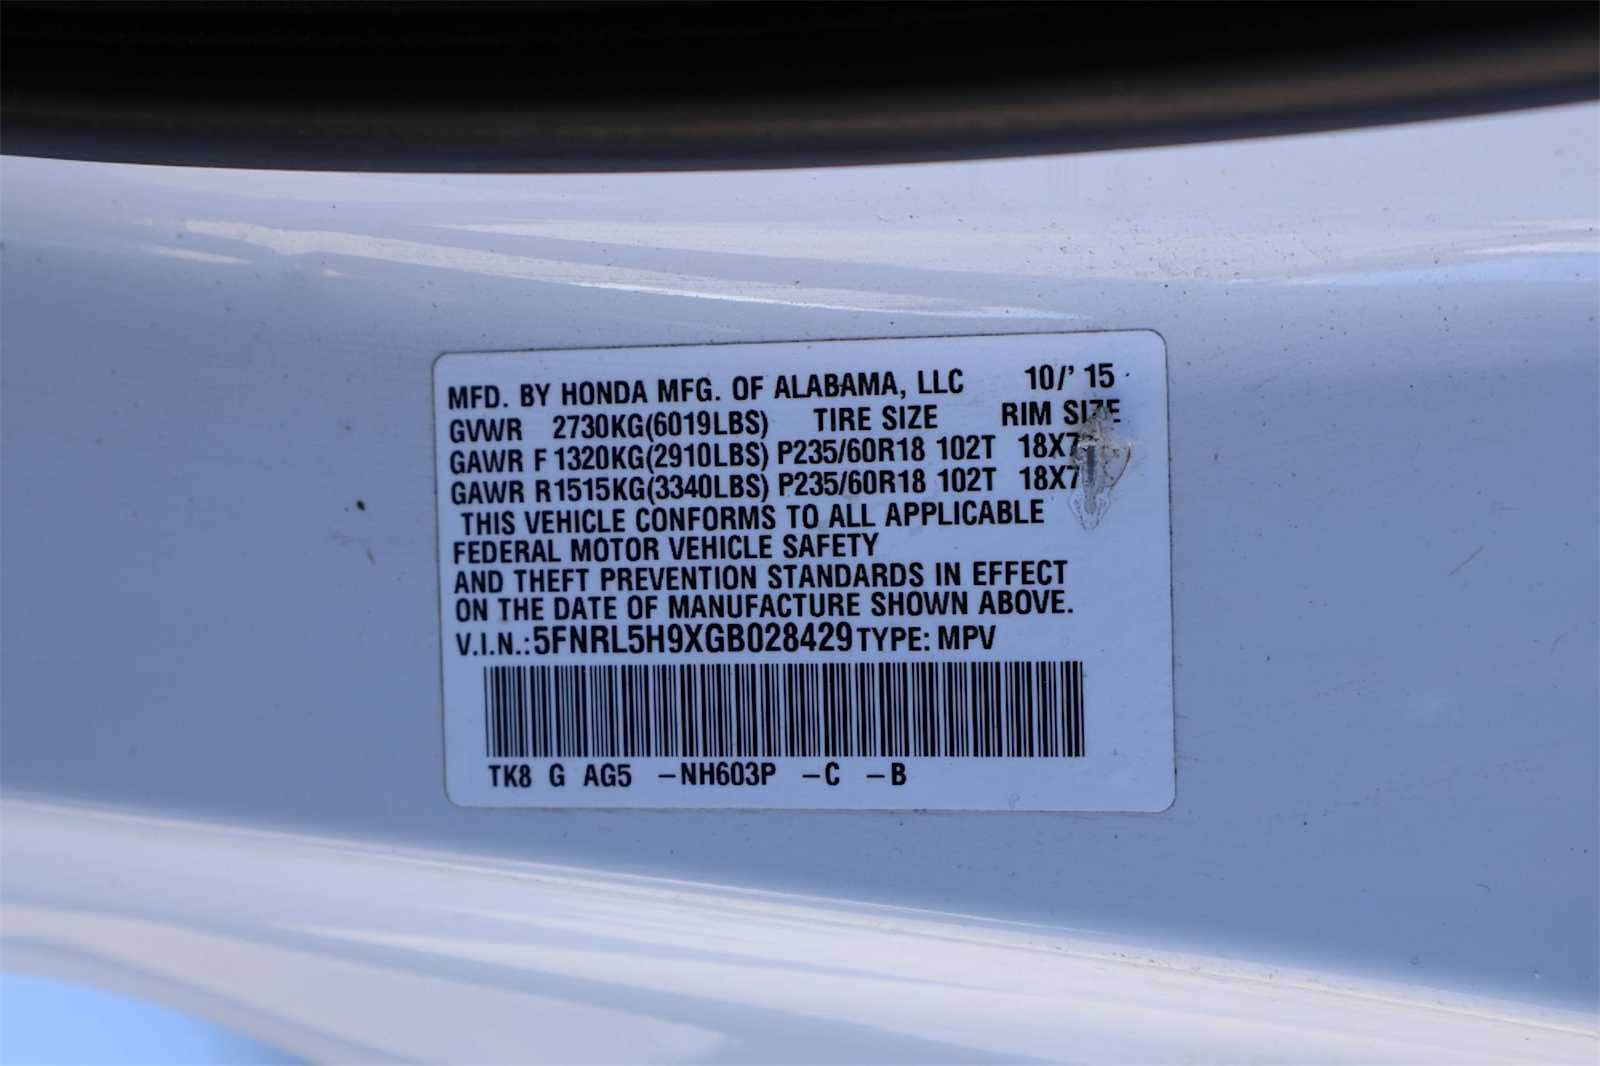 MFD. BY HONDA MFG. OF ALABAMA, LLC 10/' 15
GVWR 2730KG(6019LBS) TIRE SIZE RIM SIZE
GAWR F 1320KG(2910LBS) P235/60R18 102T
GAWR R1515KG(3340LBS) P235/60R18 102T
THIS VEHICLE CONFORMS TO ALL APPLICABLE
FEDERAL MOTOR VEHICLE SAFETY
AND THEFT PREVENTION STANDARDS IN EFFECT
ON THE DATE OF MANUFACTURE SHOWN ABOVE.
V.I.N.: 5FNRL5H9XGB028429 TYPE: MPV
TK8 G AG5 -NH603P -C -B